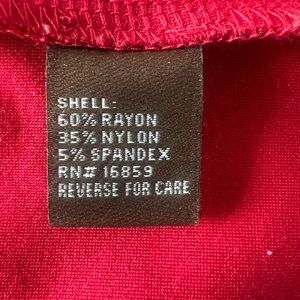 SHELL:
60% RAYON
35% NYLON
5% SPANDEX
RN# 16859
REVERSE FOR CARE